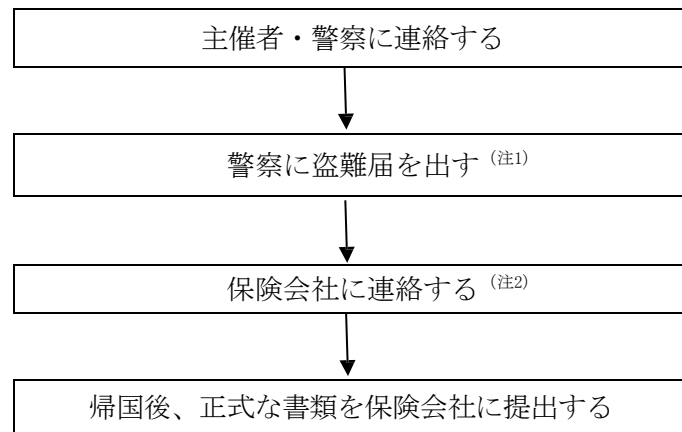 主催者・警察に連絡する
警察に盗難届を出す（注1）
保険会社に連絡する（注2）
帰国後、正式な書類を保険会社に提出する